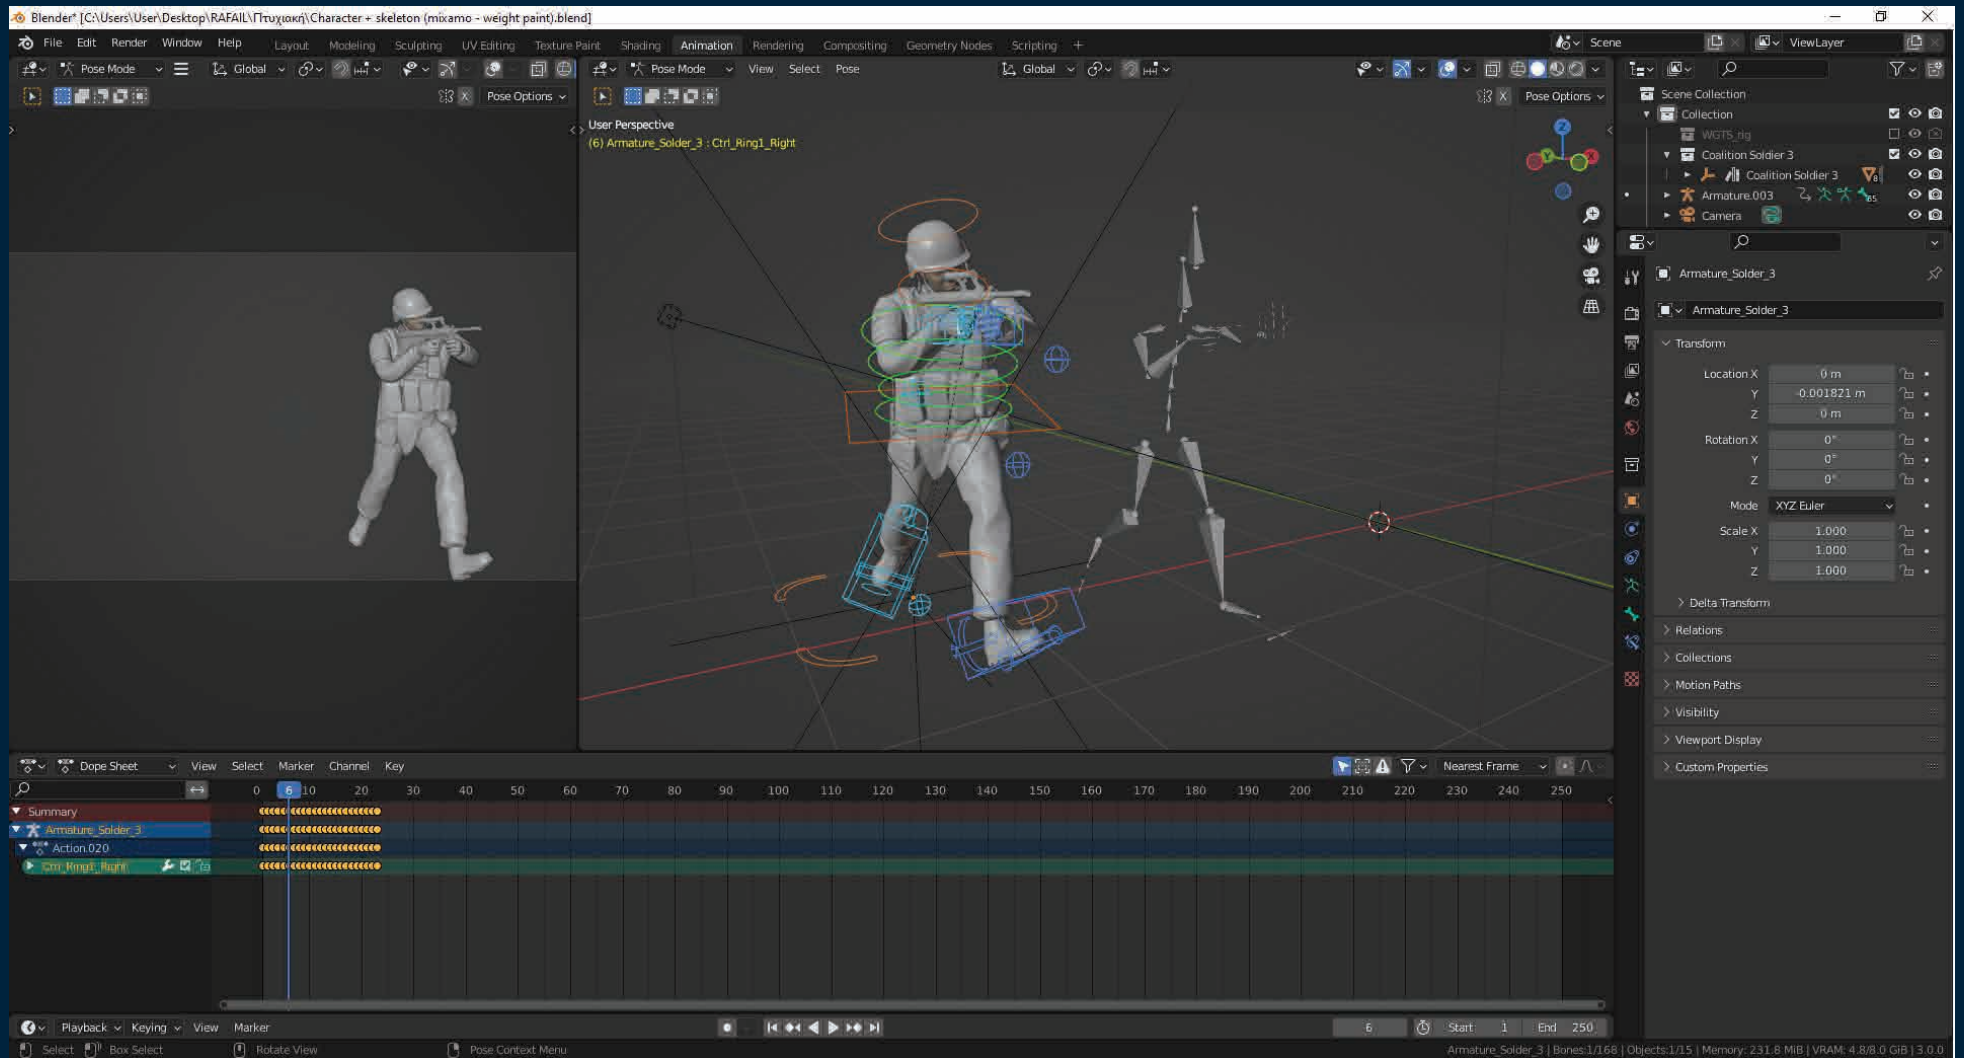 Blender* [C:\Users\User\Desktop\RAFAIL\Πτυχιακή\Character + skeleton (mixamo - weight paint).blend]
File Edit Render Window Help Layout Modeling Sculpting UV Editing Texture Paint Shading Animation Rendering Compositing Geometry Nodes Scripting + Scene ViewLayer
Pose Mode Global
Pose Mode View Select Pose Global
X Pose Options
X Pose Options
User Perspective
(6) Armature_Solder_3 : Ctrl_Ring1_Right
Z
Scene Collection
Collection
WGTS_rig
Coalition Soldier 3
Coalition Soldier 3 8
Armature.003
Camera
Armature_Solder_3
Armature_Solder_3
Transform
Location X 0 m
Y -0.001821 m
Z 0 m
Rotation X 0°
Y 0°
Z 0°
Mode XYZ Euler
Scale X 1.000
Y 1.000
Z 1.000
Delta Transform
Relations
Collections
Motion Paths
Visibility
Viewport Display
Custom Properties
Dope Sheet View Select Marker Channel Key Nearest Frame
0 6 10 20 30 40 50 60 70 80 90 100 110 120 130 140 150 160 170 180 190 200 210 220 230 240 250
Summary
Armature_Solder_3
Action.020
Ctrl_Ring1_Right
Playback Keying View Marker 6 Start 1 End 250
Select Box Select Rotate View Pose Context Menu Armature_Solder_3 | Bones:1/168 | Objects:1/15 | Memory: 231.8 MiB | VRAM: 4.8/8.0 GiB | 3.0.0